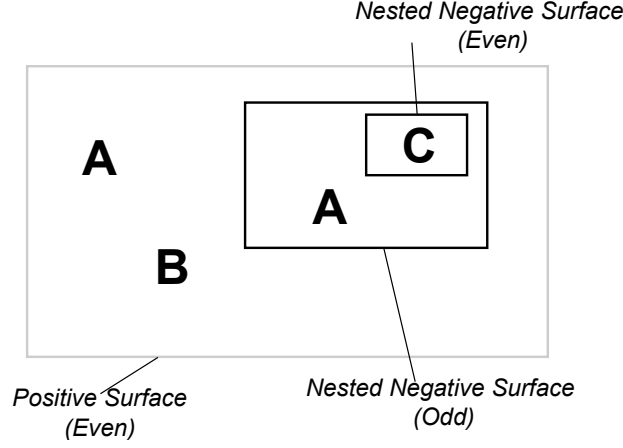 Nested Negative Surface
(Even)
A
C
A
B
Positive Surface
(Even)
Nested Negative Surface
(Odd)